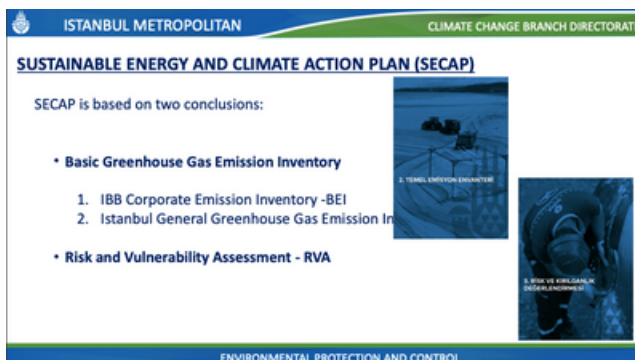 ISTANBUL METROPOLITAN
CLIMATE CHANGE BRANCH DIRECTORAT
SUSTAINABLE ENERGY AND CLIMATE ACTION PLAN (SECAP)
SECAP is based on two conclusions:
• Basic Greenhouse Gas Emission Inventory
1. IBB Corporate Emission Inventory -BEI
2. Istanbul General Greenhouse Gas Emission In
• Risk and Vulnerability Assessment - RVA
2. TEMEL EMİSYON ENVANTERİ
3. RİSK VE KIRILGANLIK
DEĞERLENDİRMESİ
ENVIRONMENTAL PROTECTION AND CONTROL